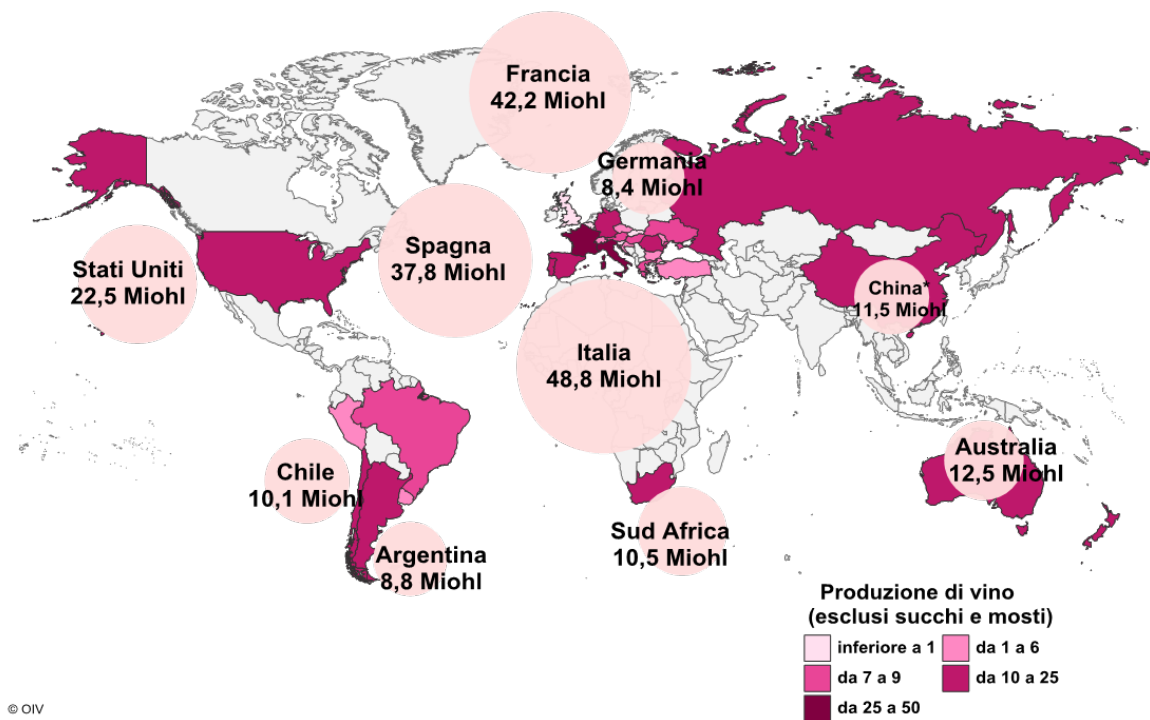 Francia
42,2 Miohl
Germania
8,4 Miohl
Spagna
37,8 Miohl
Stati Uniti
22,5 Miohl
China*
11,5 Miohl
Italia
48,8 Miohl
Australia
12,5 Miohl
Chile
10,1 Miohl
Sud Africa
10,5 Miohl
Argentina
8,8 Miohl
Produzione di vino
(esclusi succhi e mosti)
inferiore a 1
da 1 a 6
da 7 a 9
da 10 a 25
da 25 a 50
© OIV